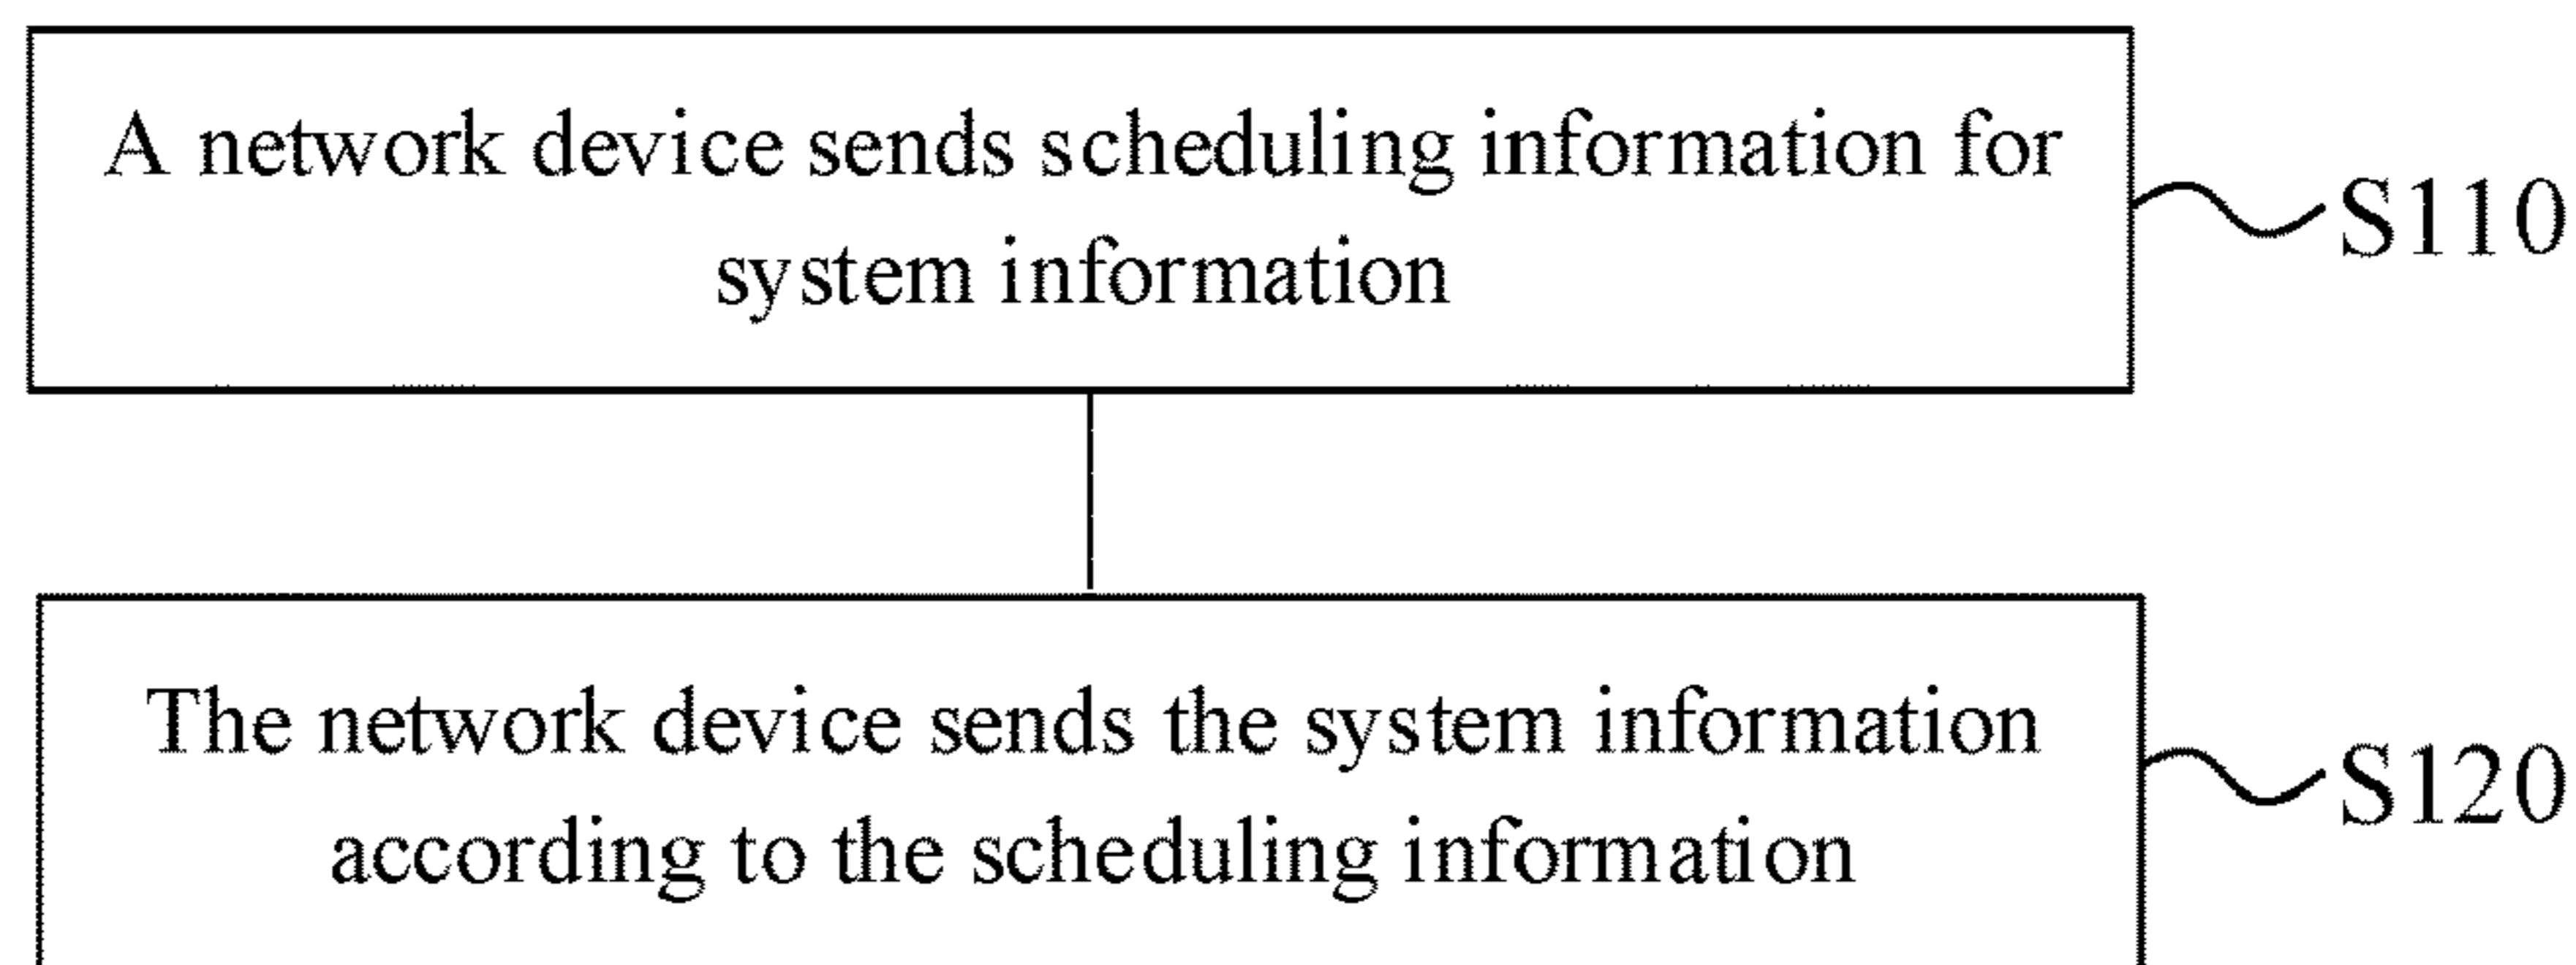 A network device sends scheduling information for
system information
S110
The network device sends the system information
according to the scheduling information
S120